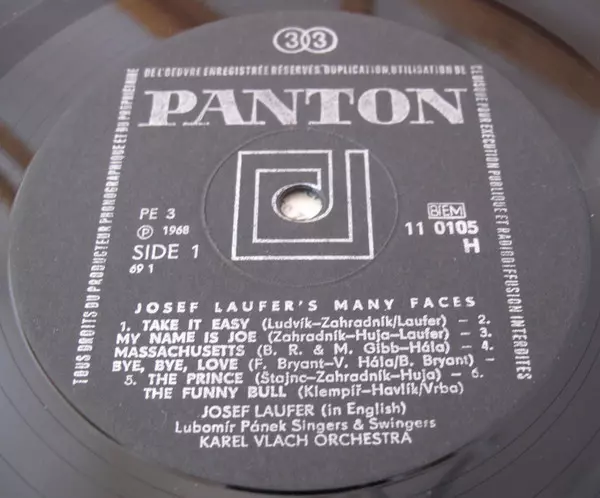 33
TOUS DROITS DU PRODUCTEUR PHONOGRAPHIQUE ET DU PROPRIÉTAIRE
DE L'OEUVRE ENREGISTRÉE RÉSERVÉS. DUPLICATION, UTILISATION DE
CE DISQUE POUR EXÉCUTION PUBLIQUE ET RADIODIFFUSION INTERDITES
PANTON
PE 3
Ⓟ 1968
SIDE 1
69 1
BIEM
11 0105
H
JOSEF LAUFER'S MANY FACES
1. TAKE IT EASY (Ludvík–Zahradník/Laufer) – 2.
MY NAME IS JOE (Zahradník–Huja–Laufer) – 3.
MASSACHUSETTS (B. R. & M. Gibb–Hála) – 4.
BYE, BYE, LOVE (F. Bryant–V. Hála/B. Bryant) –
5. THE PRINCE (Štajnc–Zahradník/Huja) – 6.
THE FUNNY BULL (Klempíř–Havlík/Vrba)
JOSEF LAUFER (in English)
Lubomír Pánek Singers & Swingers
KAREL VLACH ORCHESTRA